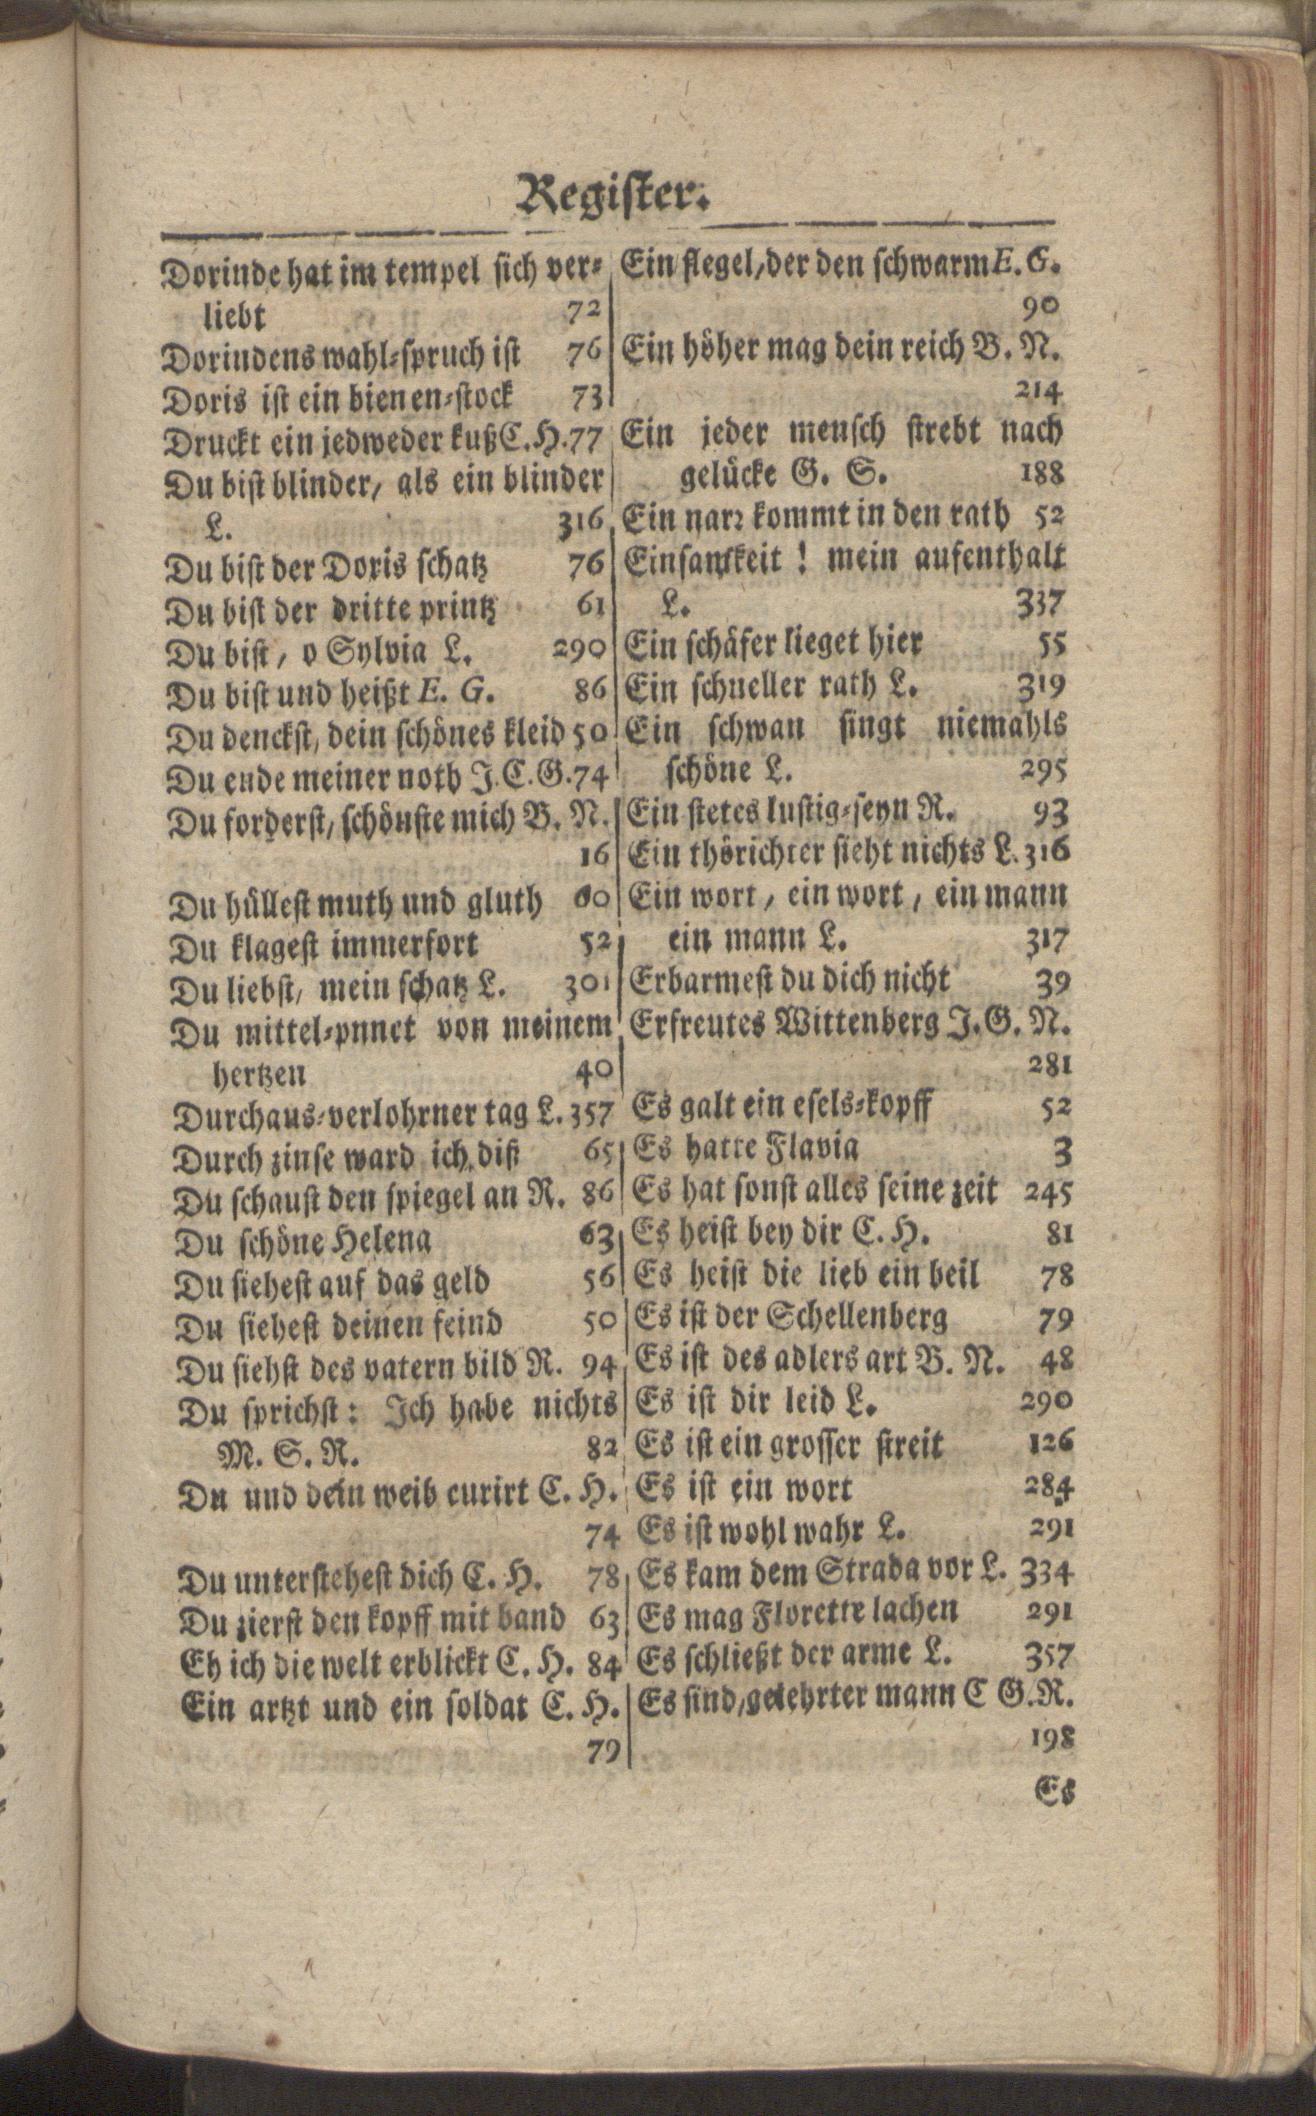 Register.
Dorinde hat im tempel sich ver⸗
liebt 72
Dorindens wahl⸗spruch ist 76
Doris ist ein bienen⸗stock 73
Druckt ein jedweder kuß C. H. 77
Du bist blinder, als ein blinder
L. 316
Du bist der Doris schatz 76
Du bist der dritte printz 61
Du bist, o Sylvia L. 290
Du bist und heißt E. G. 86
Du denckst, dein schönes kleid 50
Du ende meiner noth J. C. G. 74
Du forderst, schönste mich B. N.
16
Du hüllest muth und gluth 60
Du klagest immerfort 52
Du liebst, mein schatz L. 301
Du mittel⸗punct von meinem
hertzen 40
Durchaus⸗verlohrner tag L. 357
Durch zinse ward ich diß 65
Du schaust den spiegel an R. 86
Du schöne Helena 63
Du siehest auf das geld 56
Du siehest deinen feind 50
Du siehst des vatern bild R. 94
Du sprichst: Ich habe nichts
M. S. R. 82
Du und dein weib curirt C. H.
74
Du unterstehest dich C. H. 78
Du zierst den kopff mit band 63
Eh ich die welt erblickt C. H. 84
Ein artzt und ein soldat C. H.
79
Ein flegel, der den schwarm E. G.
90
Ein höher mag dein reich B. N.
214
Ein jeder mensch strebt nach
gelücke G. S. 188
Ein narr kommt in den rath 52
Einsamkeit! mein aufenthalt
L. 337
Ein schäfer lieget hier 55
Ein schneller rath L. 319
Ein schwan singt niemahls
schöne L. 295
Ein stetes lustig⸗seyn R. 93
Ein thörichter sieht nichts L. 316
Ein wort, ein wort, ein mann
ein mann L. 317
Erbarmest du dich nicht 39
Erfreutes Wittenberg J. G. N.
281
Es galt ein esels⸗kopff 52
Es hatte Flavia 3
Es hat sonst alles seine zeit 245
Es heist bey dir C. H. 81
Es heist die lieb ein beil 78
Es ist der Schellenberg 79
Es ist des adlers art B. N. 48
Es ist dir leid L. 290
Es ist ein grosser streit 126
Es ist ein wort 284
Es ist wohl wahr L. 291
Es kam dem Strada vor L. 334
Es mag Florette lachen 291
Es schließt der arme L. 357
Es sind, gelehrter mann C G. R.
198
Es